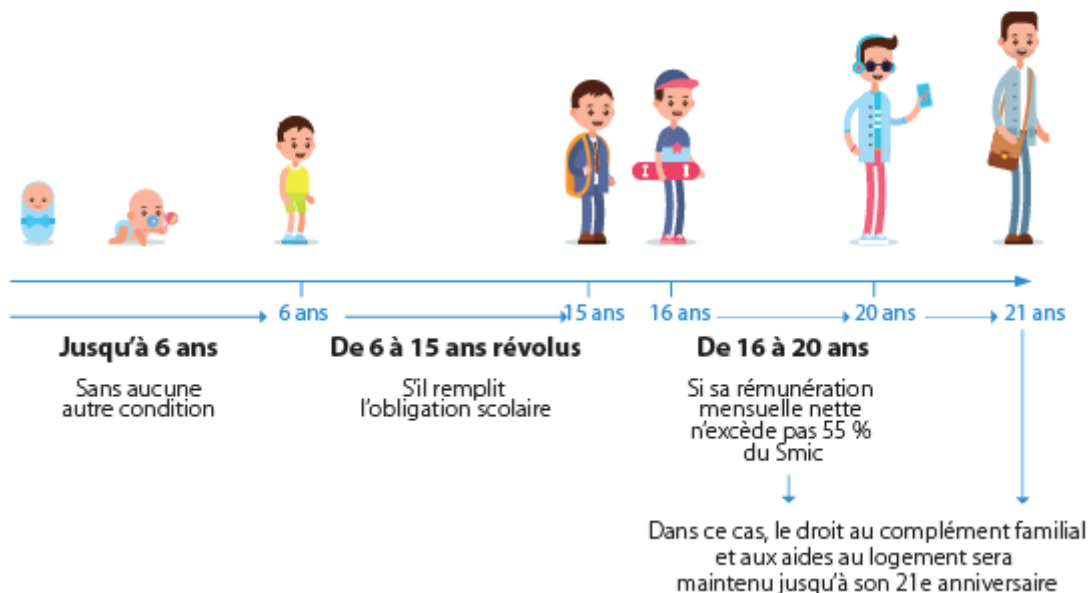 6 ans
15 ans
16 ans
20 ans
21 ans
Jusqu'à 6 ans
Sans aucune
autre condition
De 6 à 15 ans révolus
S'il remplit
l'obligation scolaire
De 16 à 20 ans
Si sa rémunération
mensuelle nette
n'excède pas 55 %
du Smic
Dans ce cas, le droit au complément familial
et aux aides au logement sera
maintenu jusqu'à son 21e anniversaire